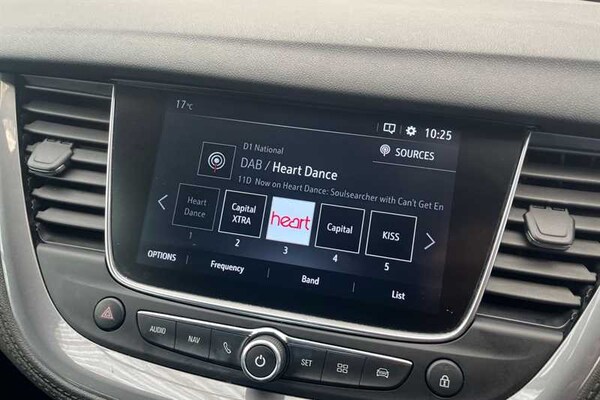 17°C
10:25
D1 National
SOURCES
DAB / Heart Dance
11D Now on Heart Dance: Soulsearcher with Can't Get En
Heart Dance
Capital XTRA
heart
Capital
KISS
1
2
3
4
5
OPTIONS
Frequency
Band
List
AUDIO
NAV
SET